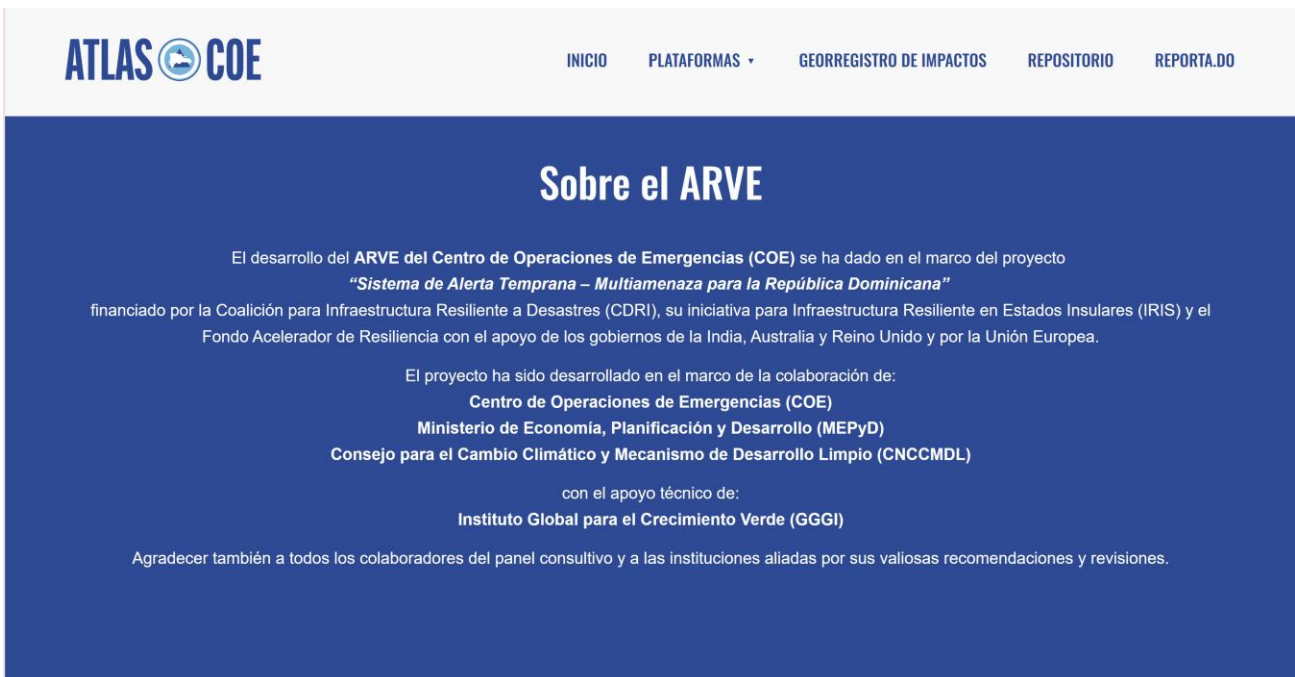 ATLAS COE
INICIO PLATAFORMAS ▾ GEORREGISTRO DE IMPACTOS REPOSITORIO REPORTA.DO
Sobre el ARVE
El desarrollo del ARVE del Centro de Operaciones de Emergencias (COE) se ha dado en el marco del proyecto
“Sistema de Alerta Temprana – Multiamenaza para la República Dominicana”
financiado por la Coalición para Infraestructura Resiliente a Desastres (CDRI), su iniciativa para Infraestructura Resiliente en Estados Insulares (IRIS) y el
Fondo Acelerador de Resiliencia con el apoyo de los gobiernos de la India, Australia y Reino Unido y por la Unión Europea.
El proyecto ha sido desarrollado en el marco de la colaboración de:
Centro de Operaciones de Emergencias (COE)
Ministerio de Economía, Planificación y Desarrollo (MEPyD)
Consejo para el Cambio Climático y Mecanismo de Desarrollo Limpio (CNCCMDL)
con el apoyo técnico de:
Instituto Global para el Crecimiento Verde (GGGI)
Agradecer también a todos los colaboradores del panel consultivo y a las instituciones aliadas por sus valiosas recomendaciones y revisiones.